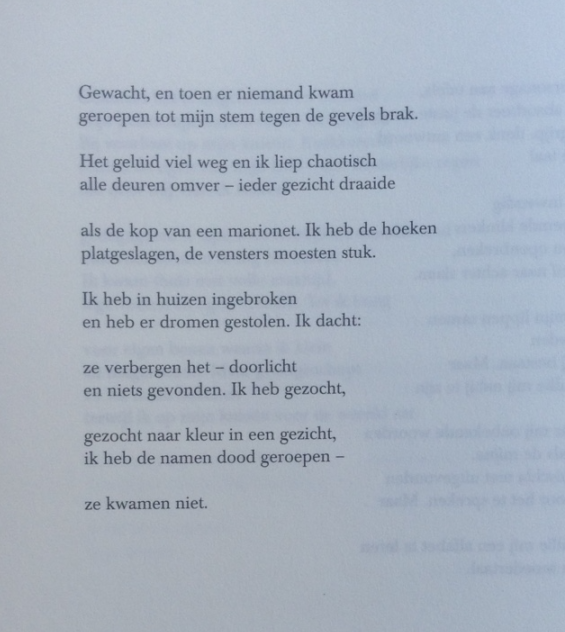 Gewacht, en toen er niemand kwam
geroepen tot mijn stem tegen de gevels brak.
Het geluid viel weg en ik liep chaotisch
alle deuren omver – ieder gezicht draaide
als de kop van een marionet. Ik heb de hoeken
platgeslagen, de vensters moesten stuk.
Ik heb in huizen ingebroken
en heb er dromen gestolen. Ik dacht:
ze verbergen het – doorlicht
en niets gevonden. Ik heb gezocht,
gezocht naar kleur in een gezicht,
ik heb de namen dood geroepen –
ze kwamen niet.